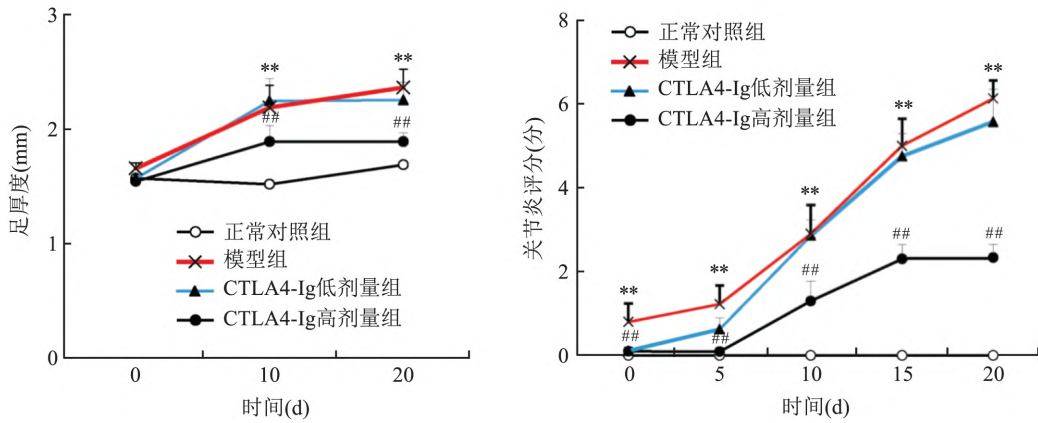 3
2
1
0
足厚度(mm)
**
**
##
##
正常对照组
模型组
CTLA4-Ig低剂量组
CTLA4-Ig高剂量组
0
10
20
时间(d)
8
6
4
2
0
关节炎评分(分)
正常对照组
模型组
CTLA4-Ig低剂量组
CTLA4-Ig高剂量组
**
**
**
**
**
##
##
##
##
##
0
5
10
15
20
时间(d)